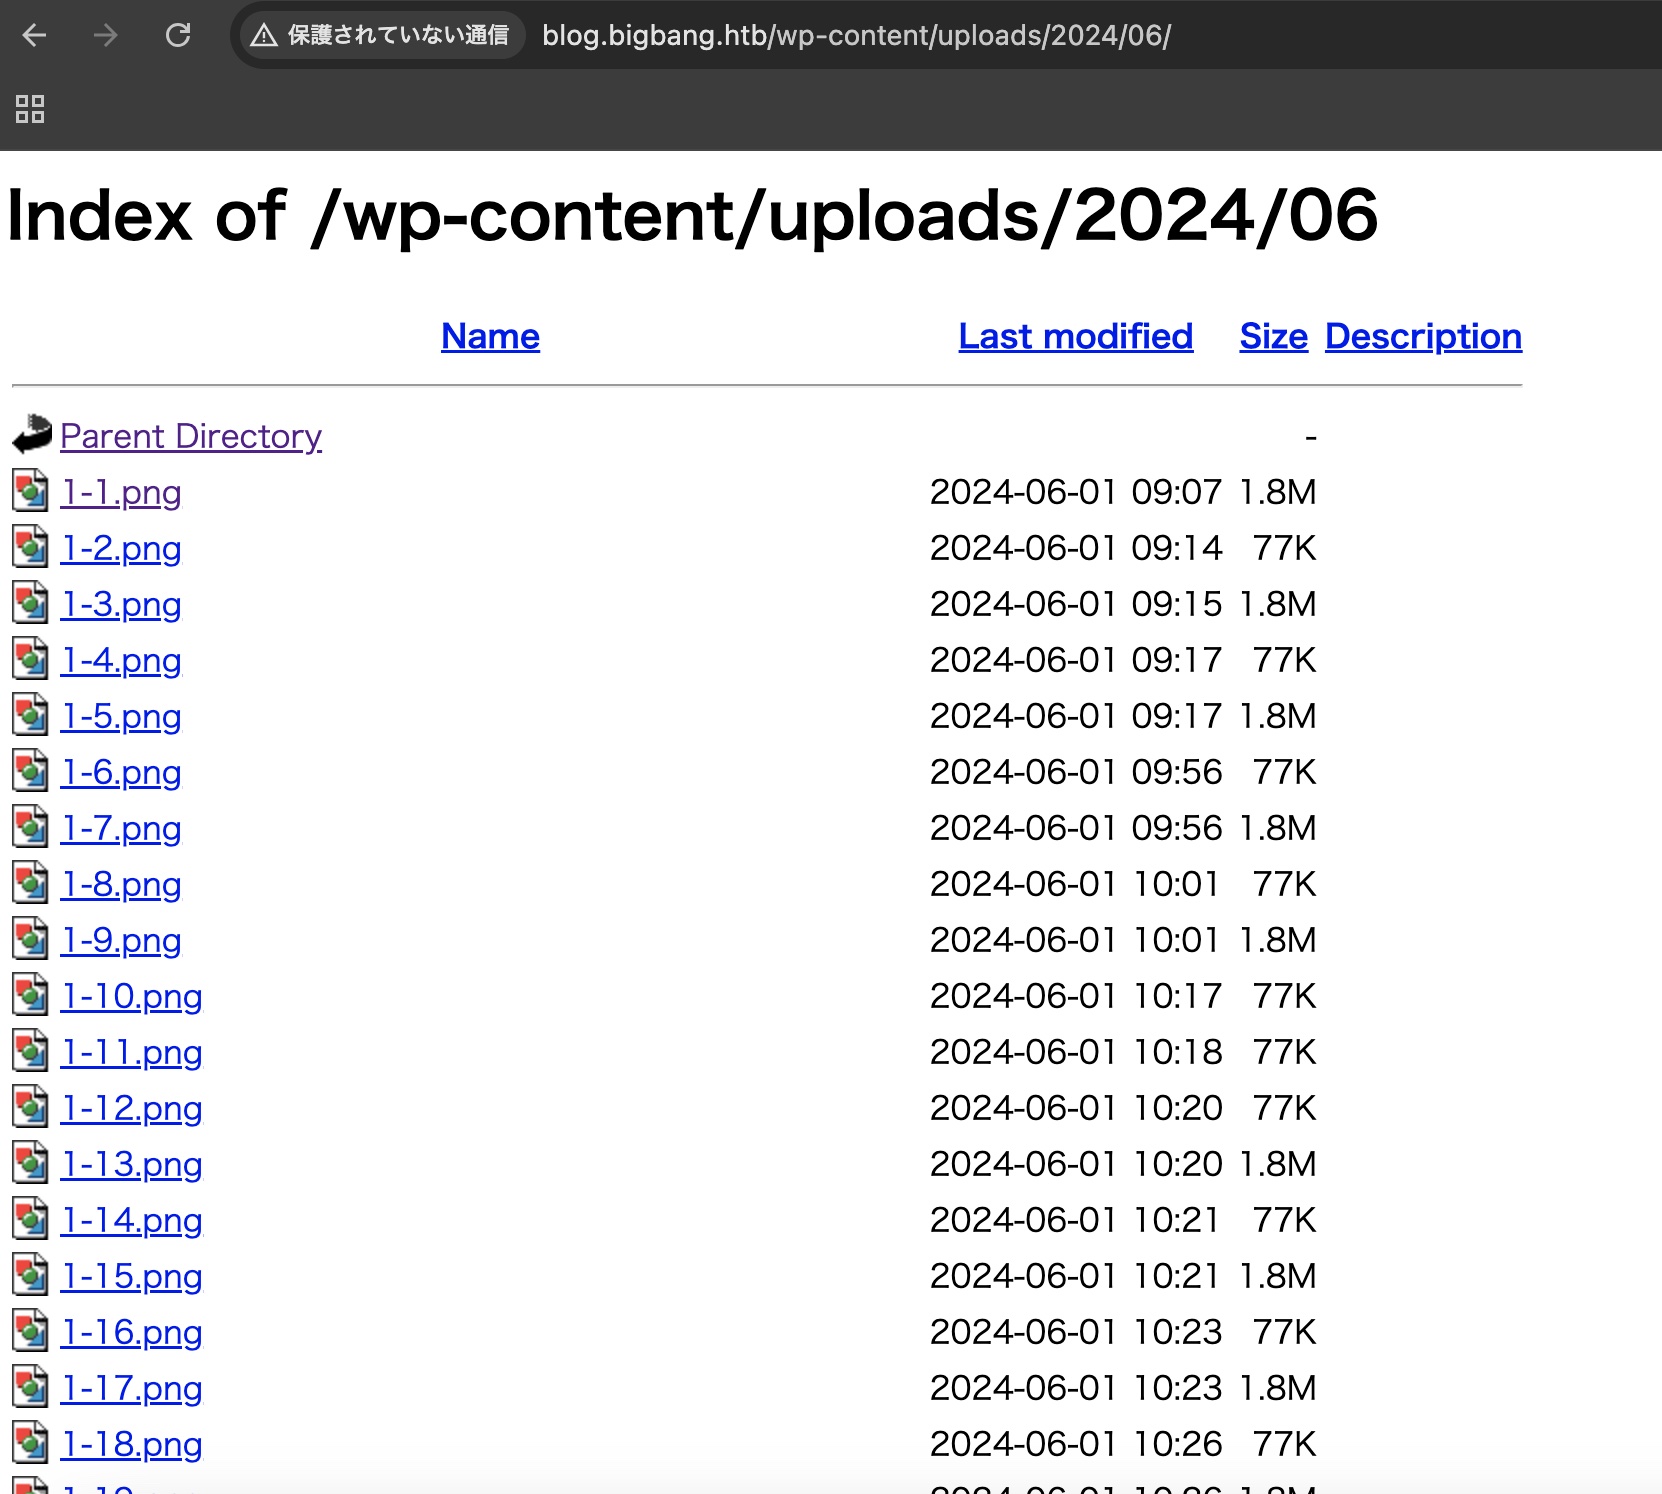 保護されていない通信 blog.bigbang.htb/wp-content/uploads/2024/06/
Index of /wp-content/uploads/2024/06
Name Last modified Size Description
Parent Directory -
1-1.png 2024-06-01 09:07 1.8M
1-2.png 2024-06-01 09:14 77K
1-3.png 2024-06-01 09:15 1.8M
1-4.png 2024-06-01 09:17 77K
1-5.png 2024-06-01 09:17 1.8M
1-6.png 2024-06-01 09:56 77K
1-7.png 2024-06-01 09:56 1.8M
1-8.png 2024-06-01 10:01 77K
1-9.png 2024-06-01 10:01 1.8M
1-10.png 2024-06-01 10:17 77K
1-11.png 2024-06-01 10:18 77K
1-12.png 2024-06-01 10:20 77K
1-13.png 2024-06-01 10:20 1.8M
1-14.png 2024-06-01 10:21 77K
1-15.png 2024-06-01 10:21 1.8M
1-16.png 2024-06-01 10:23 77K
1-17.png 2024-06-01 10:23 1.8M
1-18.png 2024-06-01 10:26 77K